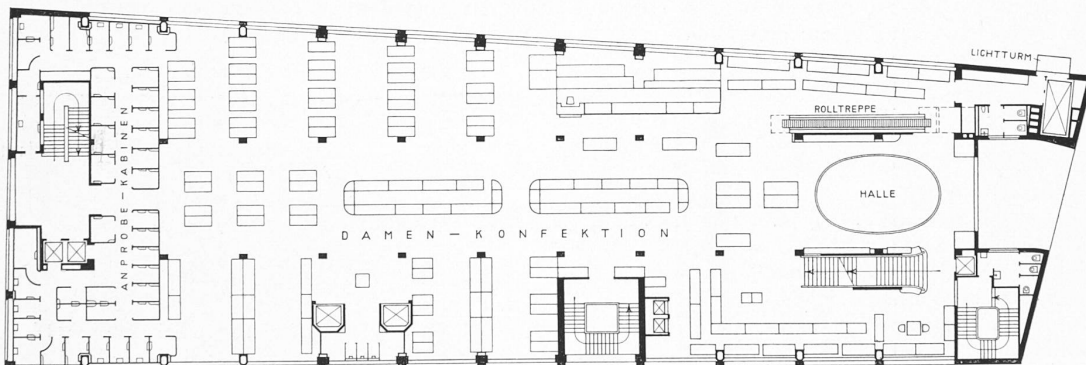 LICHTTURM
ROLLTREPPE
ANPROBE-KABINEN
HALLE
DAMEN-KONFEKTION